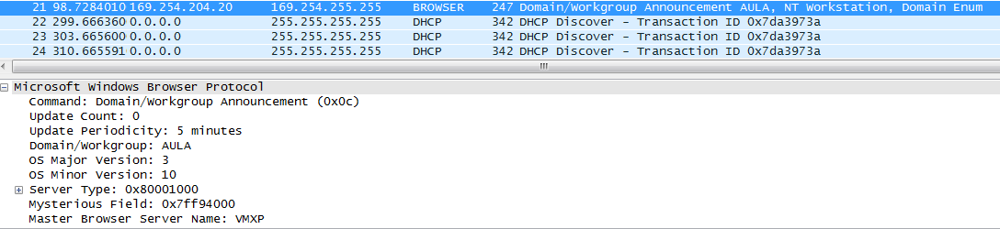 21 98.7284010 169.254.204.20 169.254.255.255 BROWSER 247 Domain/Workgroup Announcement AULA, NT Workstation, Domain Enum
22 299.666360 0.0.0.0 255.255.255.255 DHCP 342 DHCP Discover - Transaction ID 0x7da3973a
23 303.665600 0.0.0.0 255.255.255.255 DHCP 342 DHCP Discover - Transaction ID 0x7da3973a
24 310.665591 0.0.0.0 255.255.255.255 DHCP 342 DHCP Discover - Transaction ID 0x7da3973a
Microsoft Windows Browser Protocol
Command: Domain/Workgroup Announcement (0x0c)
Update Count: 0
Update Periodicity: 5 minutes
Domain/Workgroup: AULA
OS Major Version: 3
OS Minor Version: 10
Server Type: 0x80001000
Mysterious Field: 0x7ff94000
Master Browser Server Name: VMXP